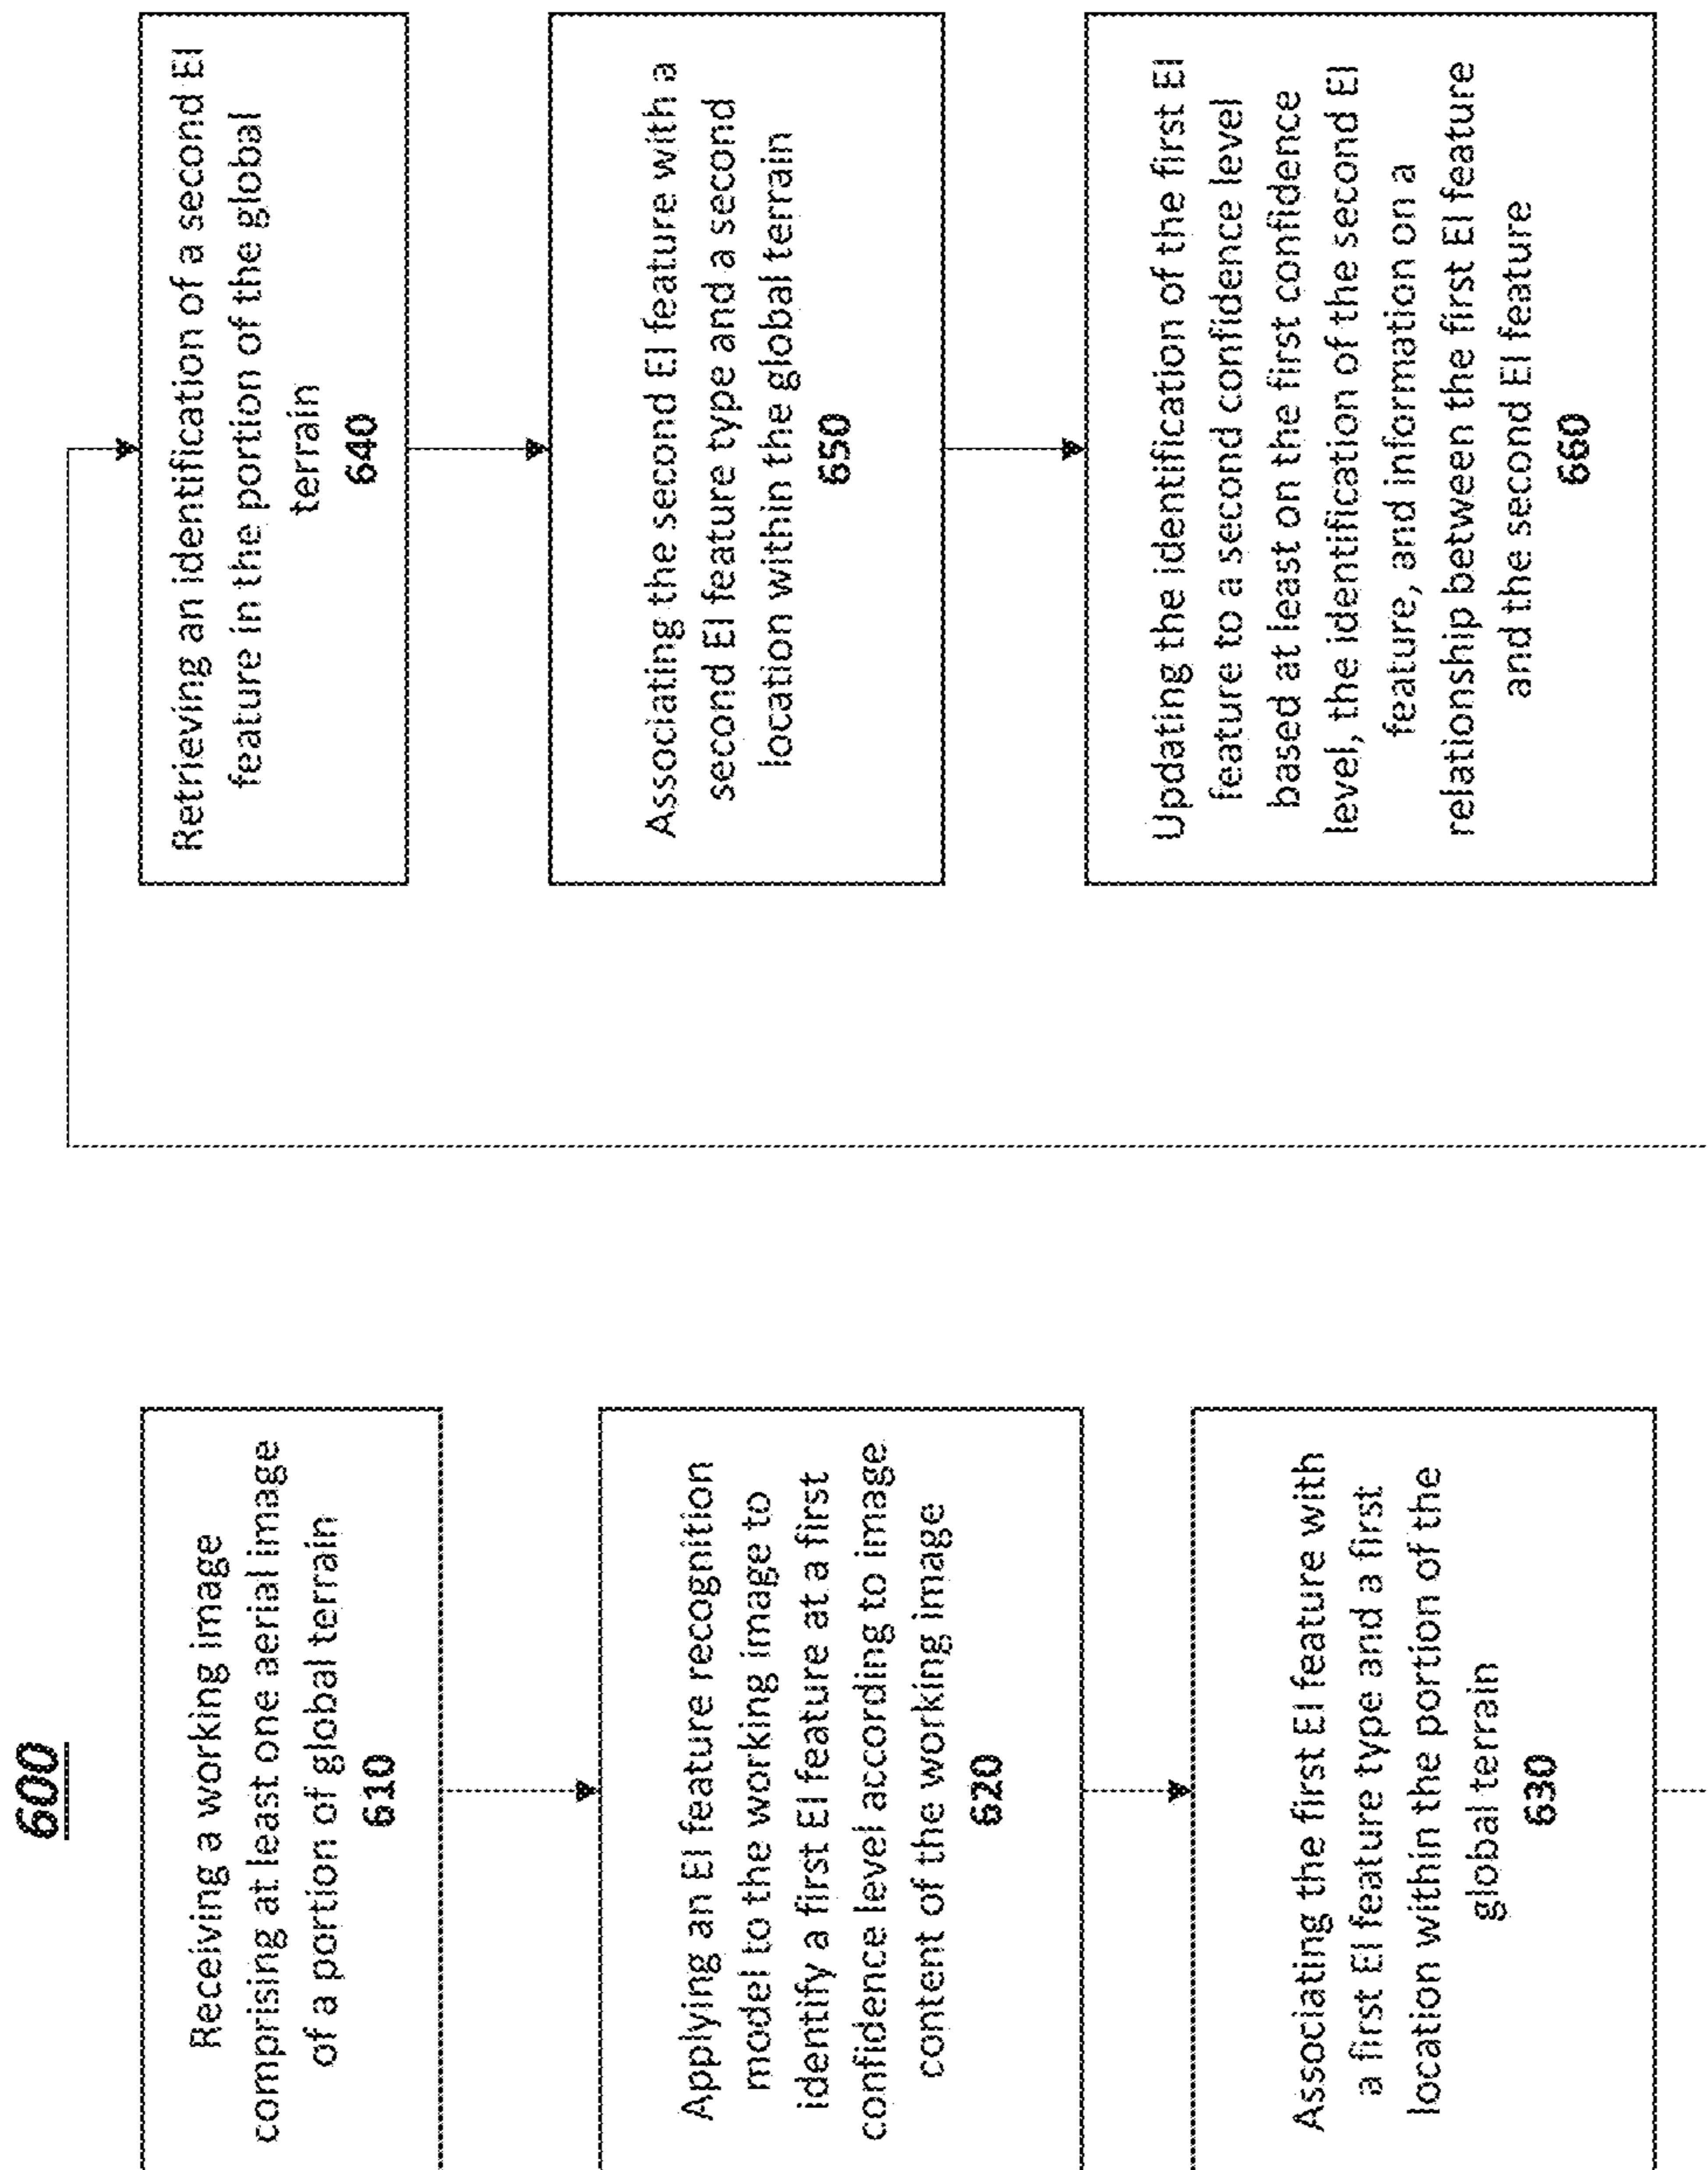 600
Receiving a working image
comprising at least one aerial image
of a portion of global terrain
610
Applying an EI feature recognition
model to the working image to
identify a first EI feature at a first
confidence level according to image
content of the working image
620
Associating the first EI feature with
a first EI feature type and a first
location within the portion of the
global terrain
630
Retrieving an identification of a second EI
feature in the portion of the global
terrain
640
Associating the second EI feature with a
second EI feature type and a second
location within the global terrain
650
Updating the identification of the first EI
feature to a second confidence level
based at least on the first confidence
level, the identification of the second EI
feature, and information on a
relationship between the first EI feature
and the second EI feature
660